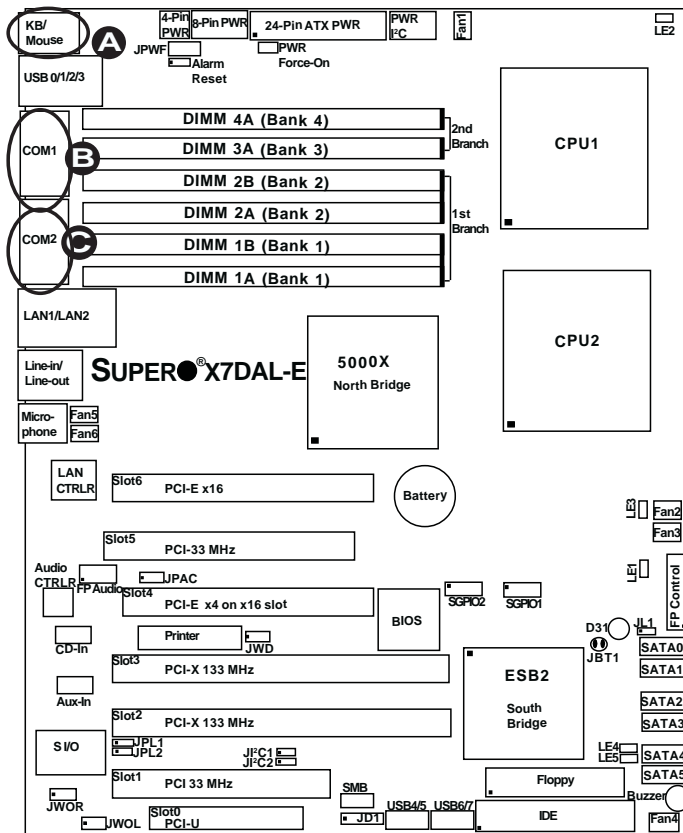 KB/
Mouse
A
4-Pin
PWR
8-Pin PWR
24-Pin ATX PWR
PWR
I²C
Fan1
LE2
JPWF
Alarm
Reset
PWR
Force-On
USB 0/1/2/3
DIMM 4A (Bank 4)
DIMM 3A (Bank 3)
DIMM 2B (Bank 2)
DIMM 2A (Bank 2)
DIMM 1B (Bank 1)
DIMM 1A (Bank 1)
2nd
Branch
1st
Branch
COM1
B
COM2
C
CPU1
CPU2
LAN1/LAN2
Line-in/
Line-out
SUPER®X7DAL-E
5000X
North Bridge
Micro-
phone
Fan5
Fan6
LAN
CTRLR
Slot6
PCI-E x16
Battery
LE3
Fan2
Fan3
Slot5
PCI-33 MHz
Audio
CTRLR
FP Audio
JPAC
LE1
FP Control
Slot4
PCI-E x4 on x16 slot
BIOS
SGPIO2
SGPIO1
D31
JL1
JBT1
CD-In
Printer
JWD
SATA0
SATA1
SATA2
SATA3
SATA4
SATA5
Slot3
PCI-X 133 MHz
ESB2
South
Bridge
Aux-In
Slot2
PCI-X 133 MHz
S I/O
JPL1
JPL2
JI²C1
JI²C2
LE4
LE5
Slot1
PCI 33 MHz
SMB
Floppy
Buzzer
JWOR
JWOL
Slot0
PCI-U
JD1
USB4/5
USB6/7
IDE
Fan4